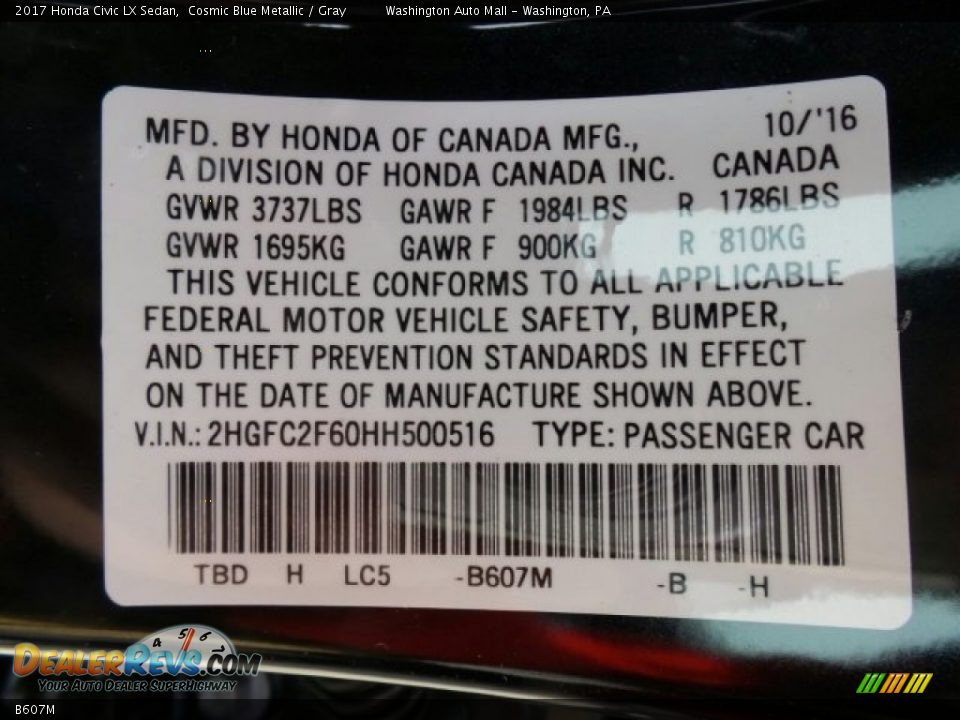 2017 Honda Civic LX Sedan, Cosmic Blue Metallic / Gray Washington Auto Mall - Washington, PA
MFD. BY HONDA OF CANADA MFG., 10/'16
A DIVISION OF HONDA CANADA INC. CANADA
GVWR 3737LBS GAWR F 1984LBS R 1786LBS
GVWR 1695KG GAWR F 900KG R 810KG
THIS VEHICLE CONFORMS TO ALL APPLICABLE
FEDERAL MOTOR VEHICLE SAFETY, BUMPER,
AND THEFT PREVENTION STANDARDS IN EFFECT
ON THE DATE OF MANUFACTURE SHOWN ABOVE.
V.I.N.: 2HGFC2F60HH500516 TYPE: PASSENGER CAR
TBD H LC5 -B607M -B -H
4 5 6 7
DEALERREVS.COM
YOUR AUTO DEALER SUPERHIGHWAY
B607M